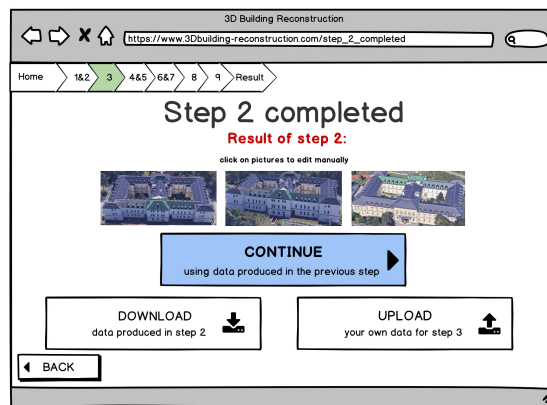 3D Building Reconstruction
https://www.3Dbuilding-reconstruction.com/step_2_completed
Home 1&2 3 4&5 6&7 8 9 Result
Step 2 completed
Result of step 2:
click on pictures to edit manually
CONTINUE
using data produced in the previous step
DOWNLOAD
data produced in step 2
UPLOAD
your own data for step 3
BACK